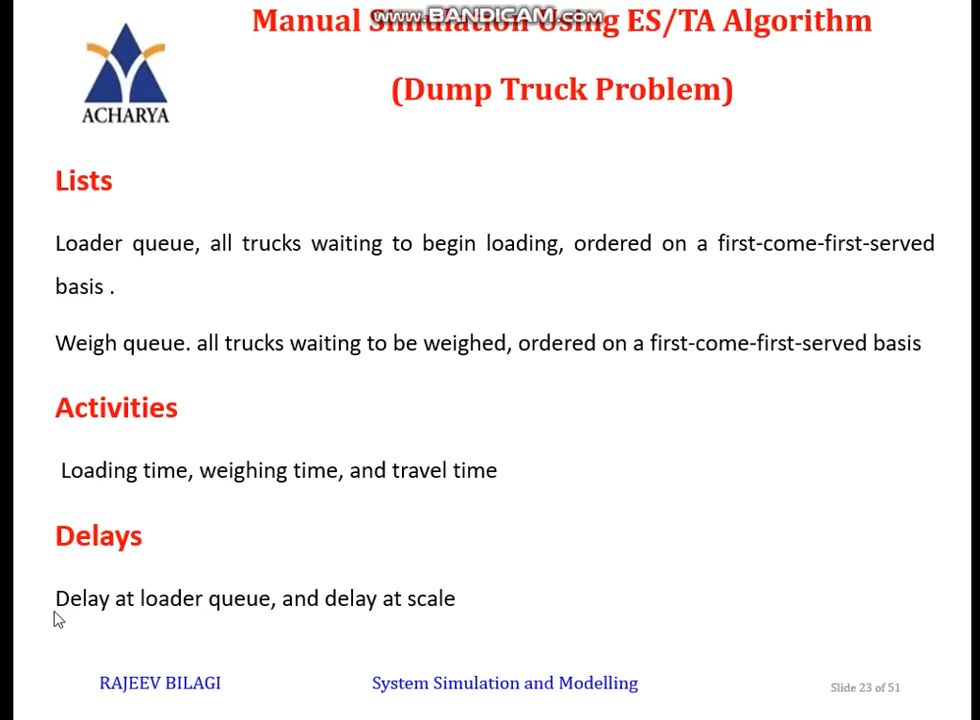 www.BANDICAM.com
Manual Simulation Using ES/TA Algorithm
(Dump Truck Problem)
ACHARYA
Lists
Loader queue, all trucks waiting to begin loading, ordered on a first-come-first-served
basis .
Weigh queue. all trucks waiting to be weighed, ordered on a first-come-first-served basis
Activities
Loading time, weighing time, and travel time
Delays
Delay at loader queue, and delay at scale
RAJEEV BILAGI
System Simulation and Modelling
Slide 23 of 51